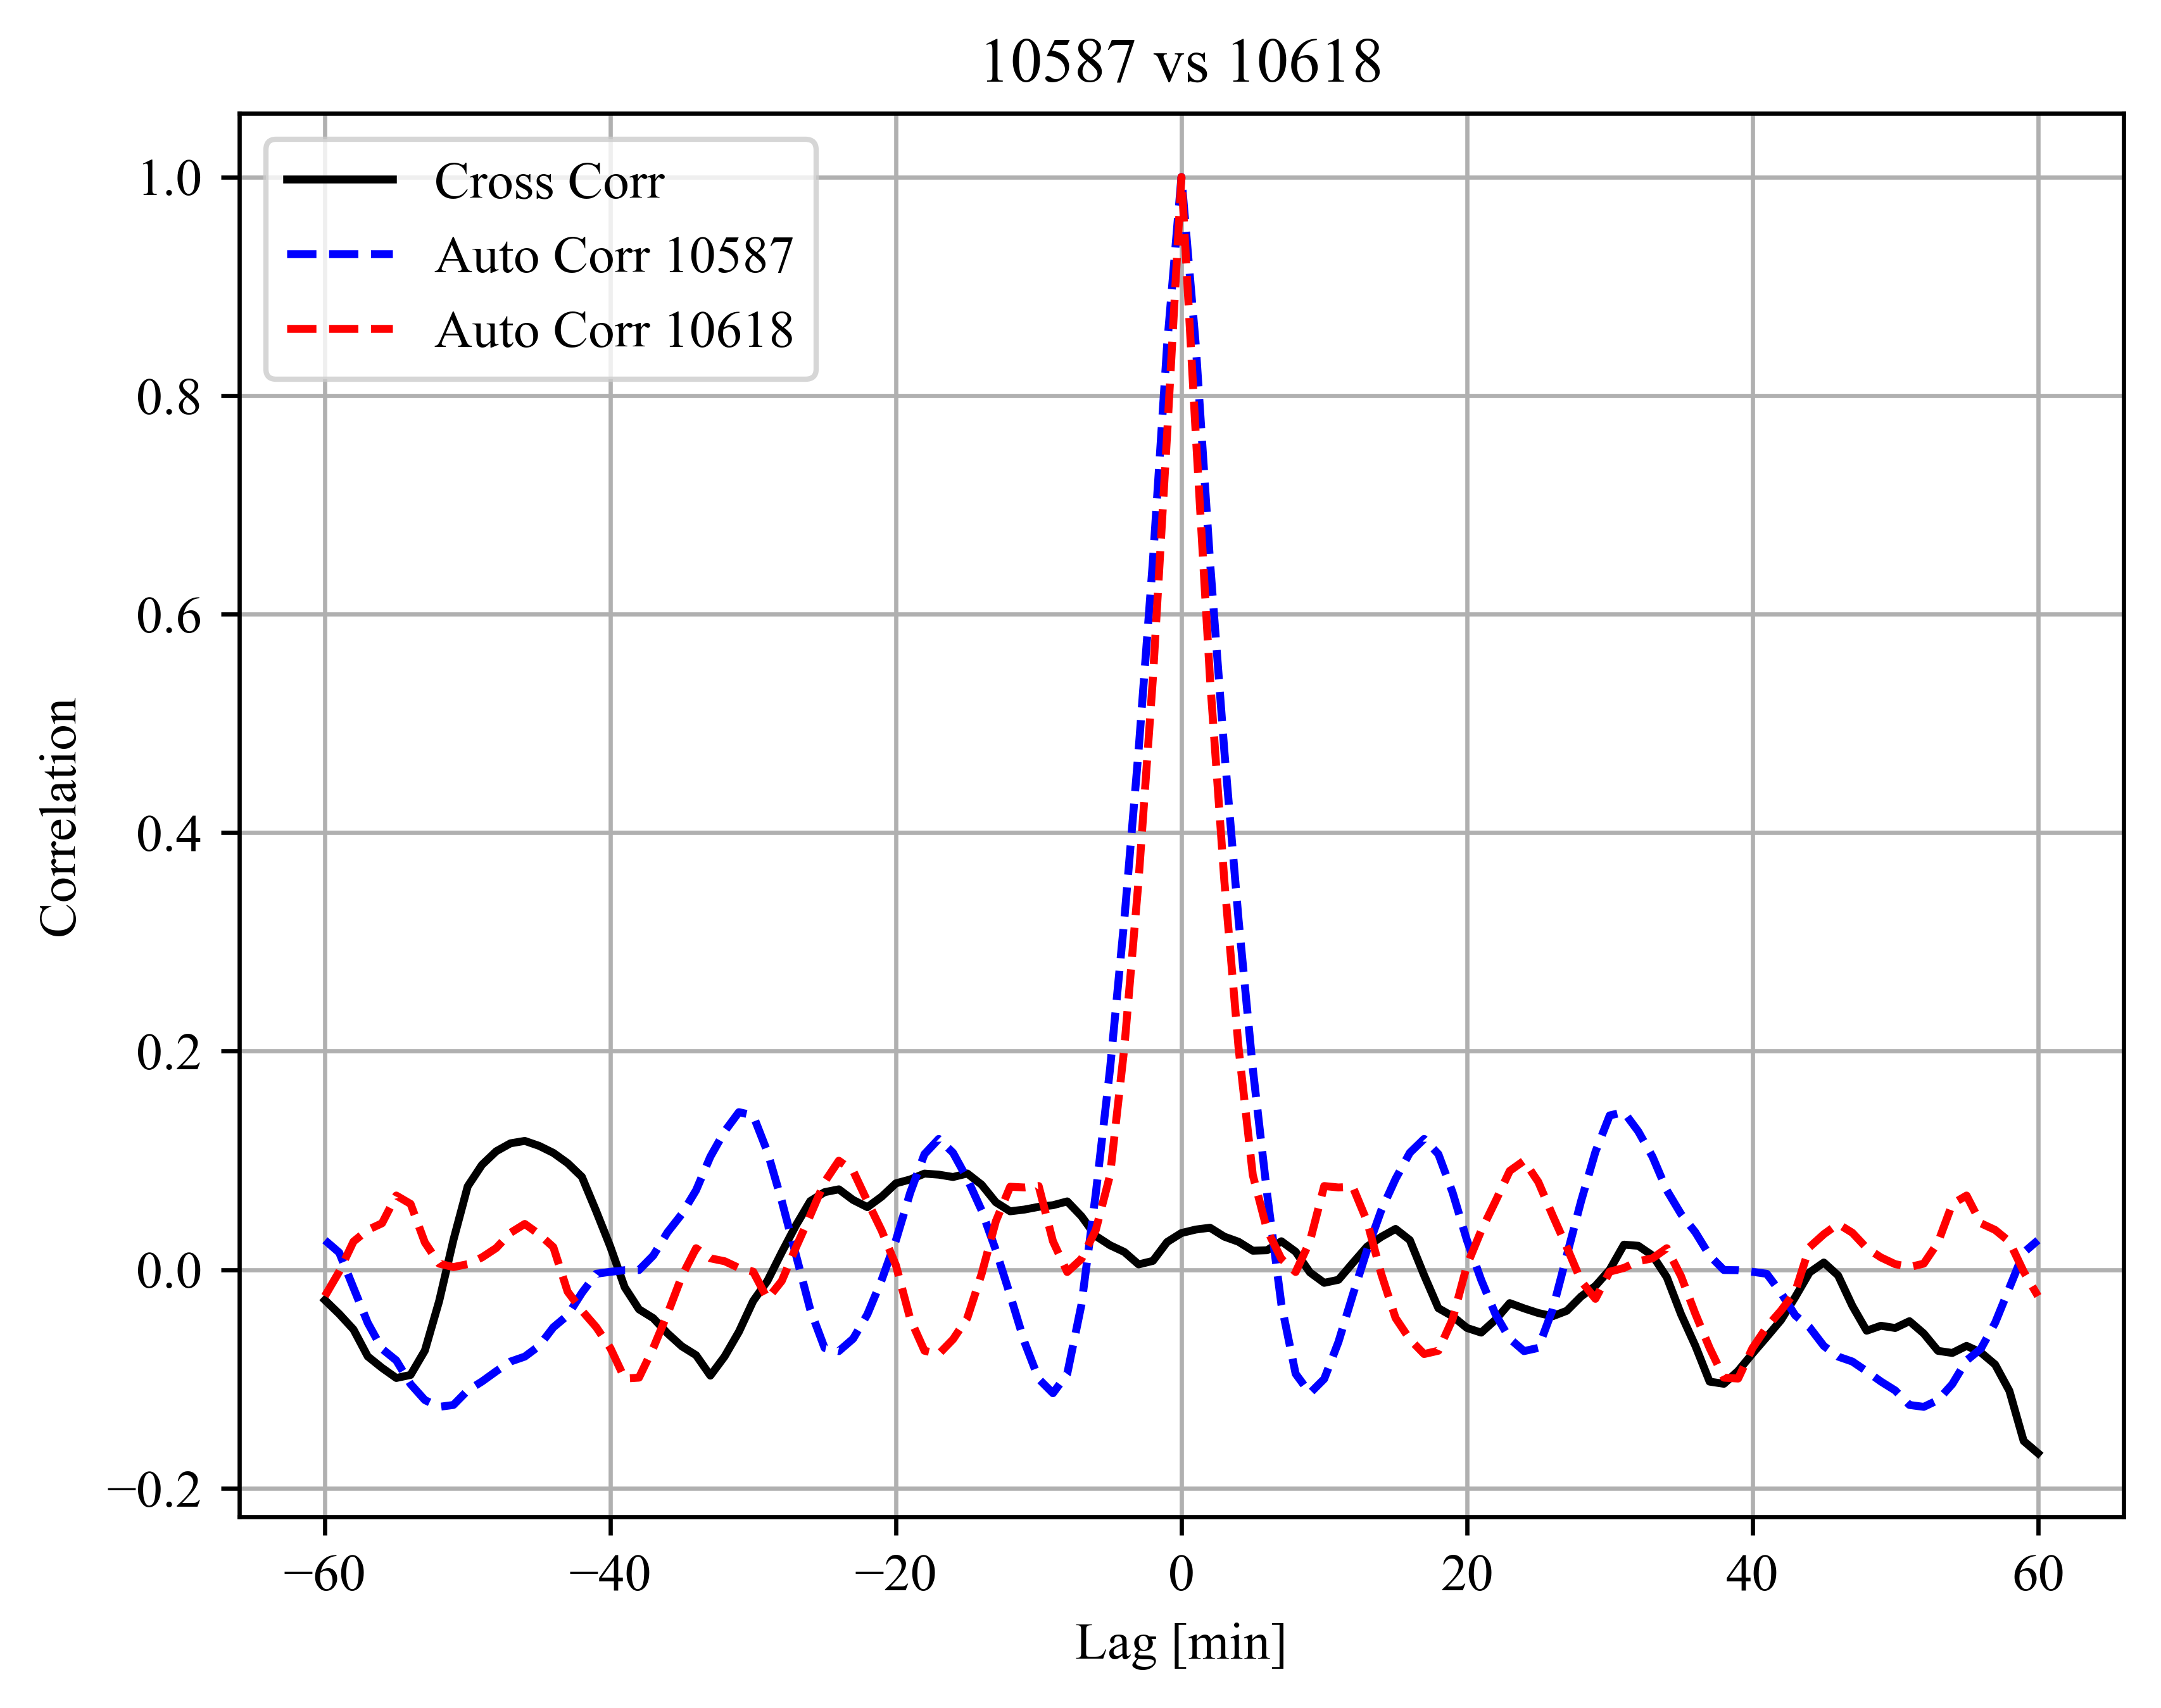 10587 vs 10618
Cross Corr
Auto Corr 10587
Auto Corr 10618
1.0
0.8
0.6
0.4
0.2
0.0
−0.2
Correlation
−60 −40 −20 0 20 40 60
Lag [min]